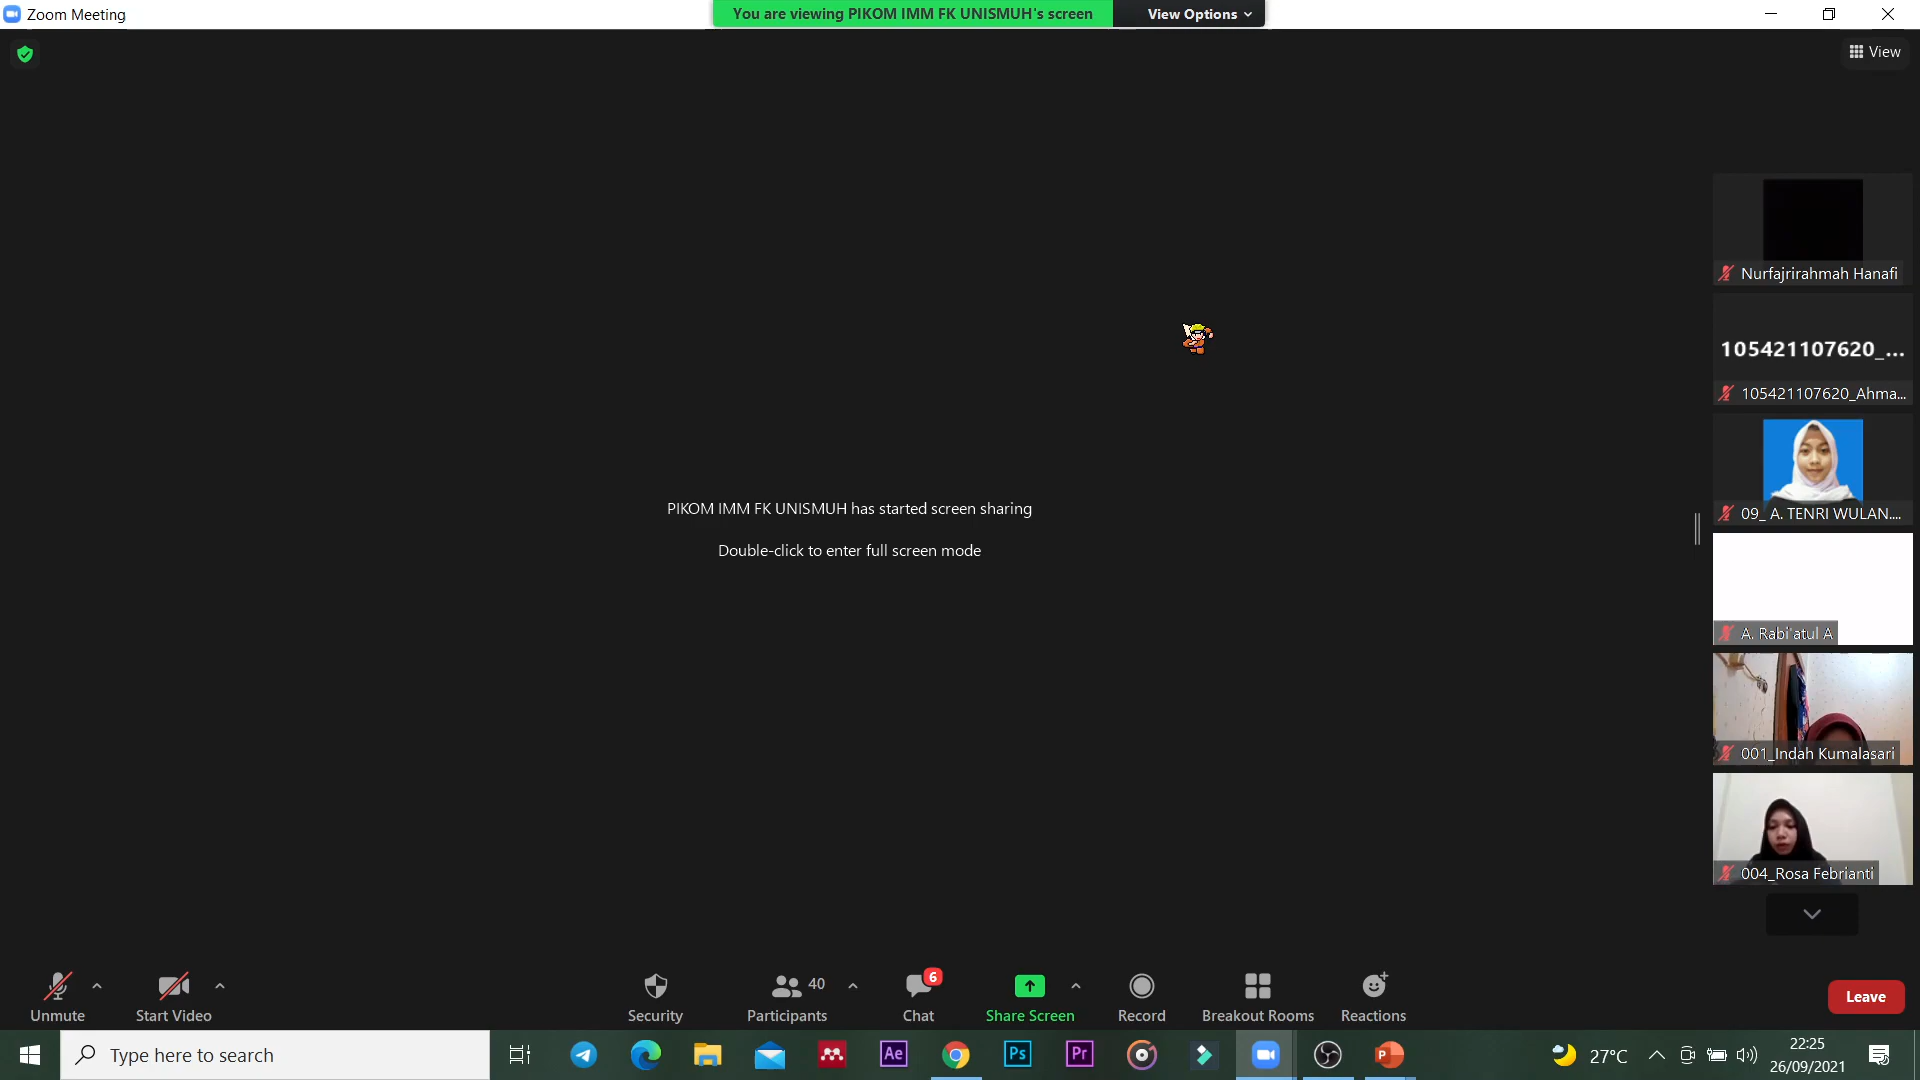 Zoom Meeting
You are viewing PIKOM IMM FK UNISMUH's screen
View Options
View
Nurfajrirahmah Hanafi
105421107620_...
105421107620_Ahma...
09_ A. TENRI WULAN....
A. Rabi'atul A
001_Indah Kumalasari
004_Rosa Febrianti
PIKOM IMM FK UNISMUH has started screen sharing
Double-click to enter full screen mode
Unmute
Start Video
Security
40
Participants
6
Chat
Share Screen
Record
Breakout Rooms
Reactions
Leave
Type here to search
Ae
Ps
Pr
P
27°C
22:25
26/09/2021